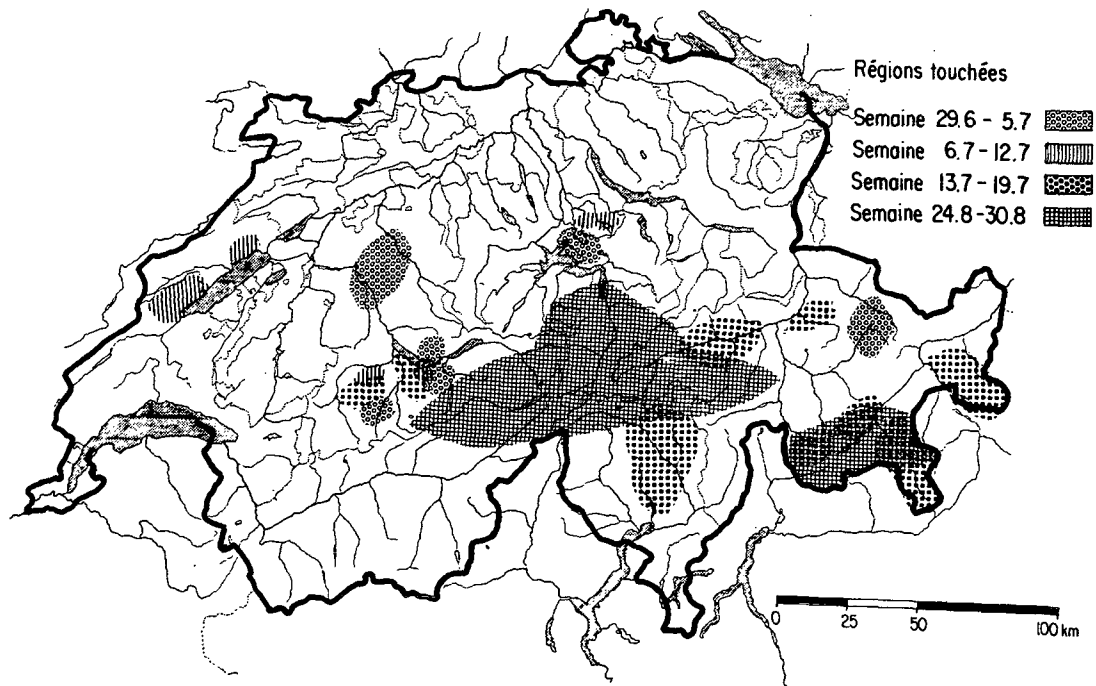 Régions touchées
Semaine 29.6 - 5.7
Semaine 6.7 - 12.7
Semaine 13.7 - 19.7
Semaine 24.8 - 30.8
0 25 50 100 km